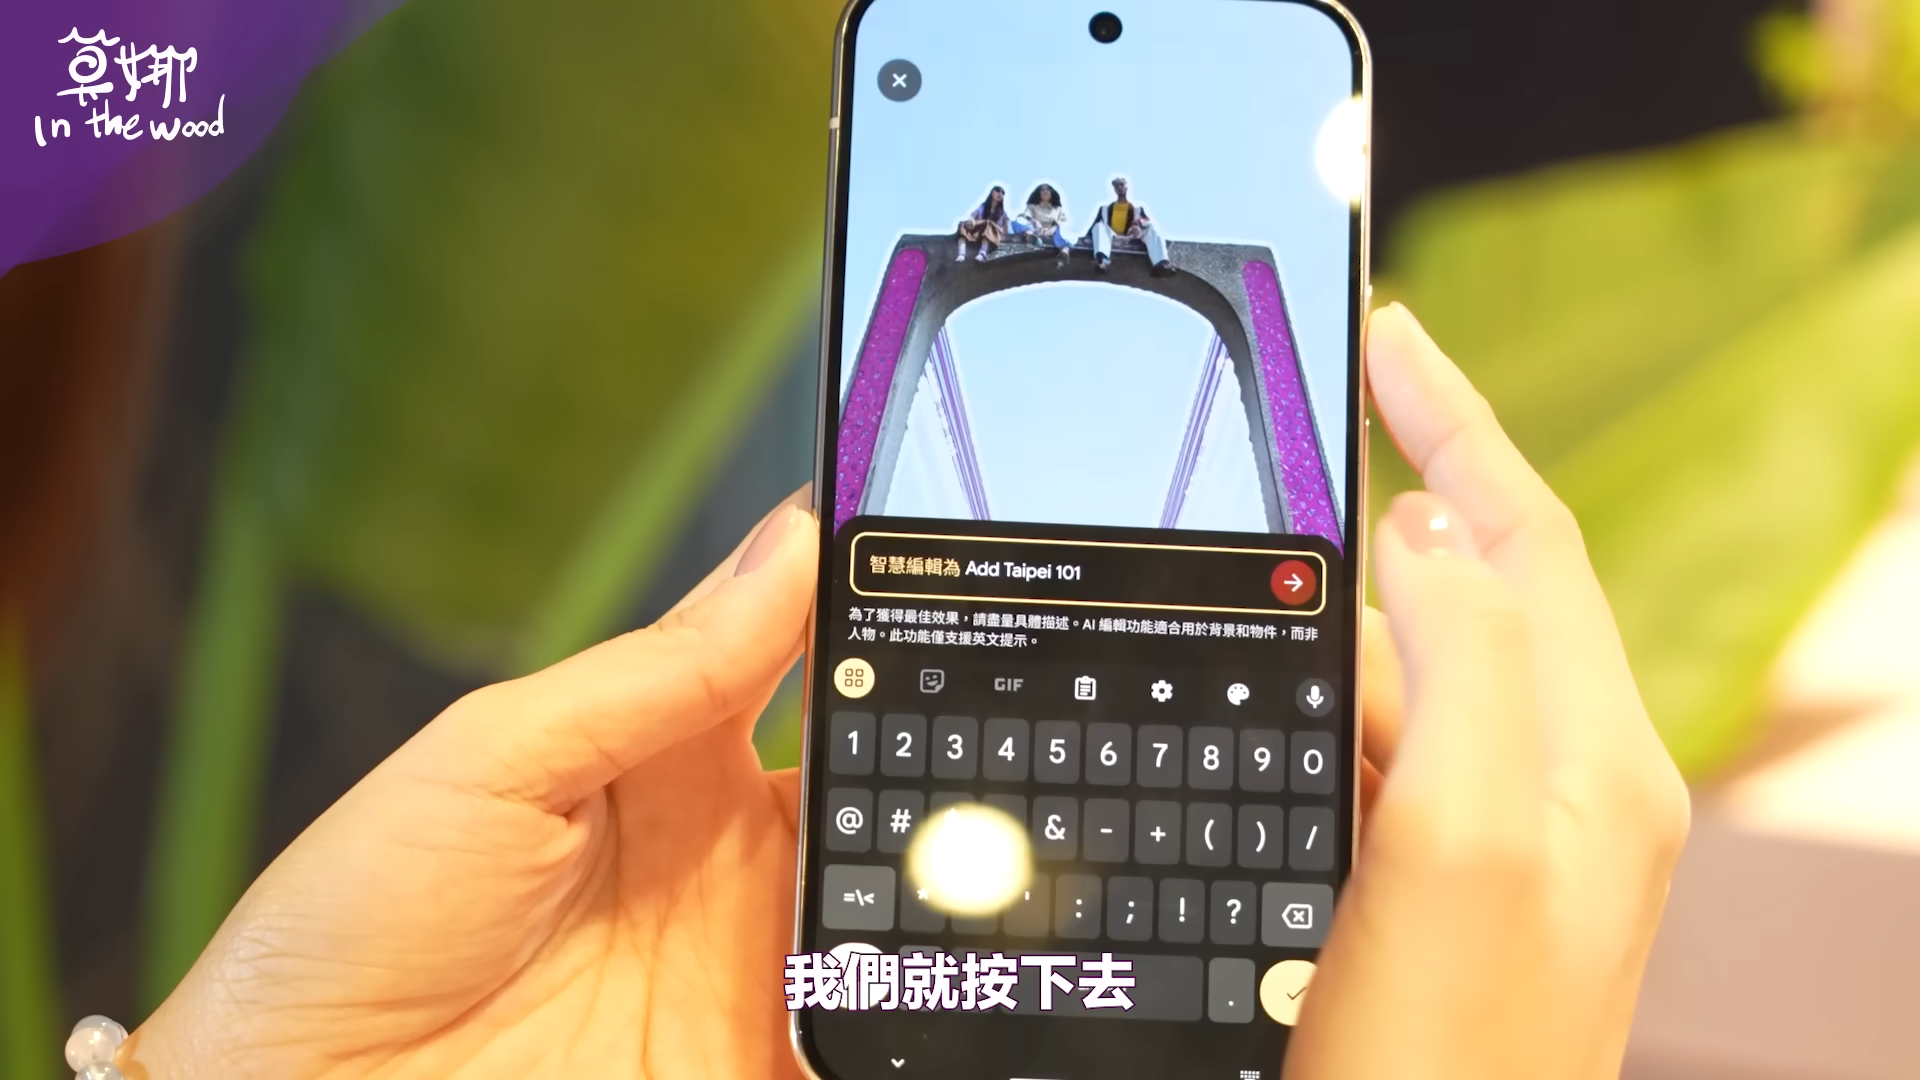 莫娜
In the wood
智慧編輯為 Add Taipei 101
為了獲得最佳效果，請盡量具體描述。AI 編輯功能適合用於背景和物件，而非
人物。此功能僅支援英文提示。
GIF
1 2 3 4 5 6 7 8 9 0
@ # & - + ( ) /
=\< * ' : ; ! ?
.
我們就按下去